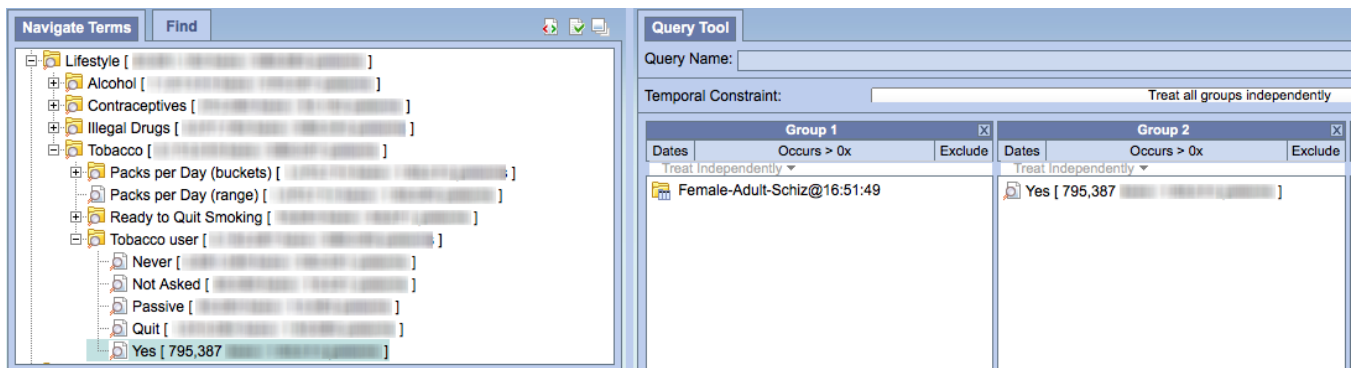 Navigate Terms Find
Lifestyle [ ]
Alcohol [ ]
Contraceptives [ ]
Illegal Drugs [ ]
Tobacco [ ]
Packs per Day (buckets) [ ]
Packs per Day (range) [ ]
Ready to Quit Smoking [ ]
Tobacco user [ ]
Never [ ]
Not Asked [ ]
Passive [ ]
Quit [ ]
Yes [ 795,387 ]
Query Tool
Query Name:
Temporal Constraint: Treat all groups independently
Group 1 X
Dates Occurs > 0x Exclude
Treat Independently
Female-Adult-Schiz@16:51:49
Group 2 X
Dates Occurs > 0x Exclude
Treat Independently
Yes [ 795,387 ]